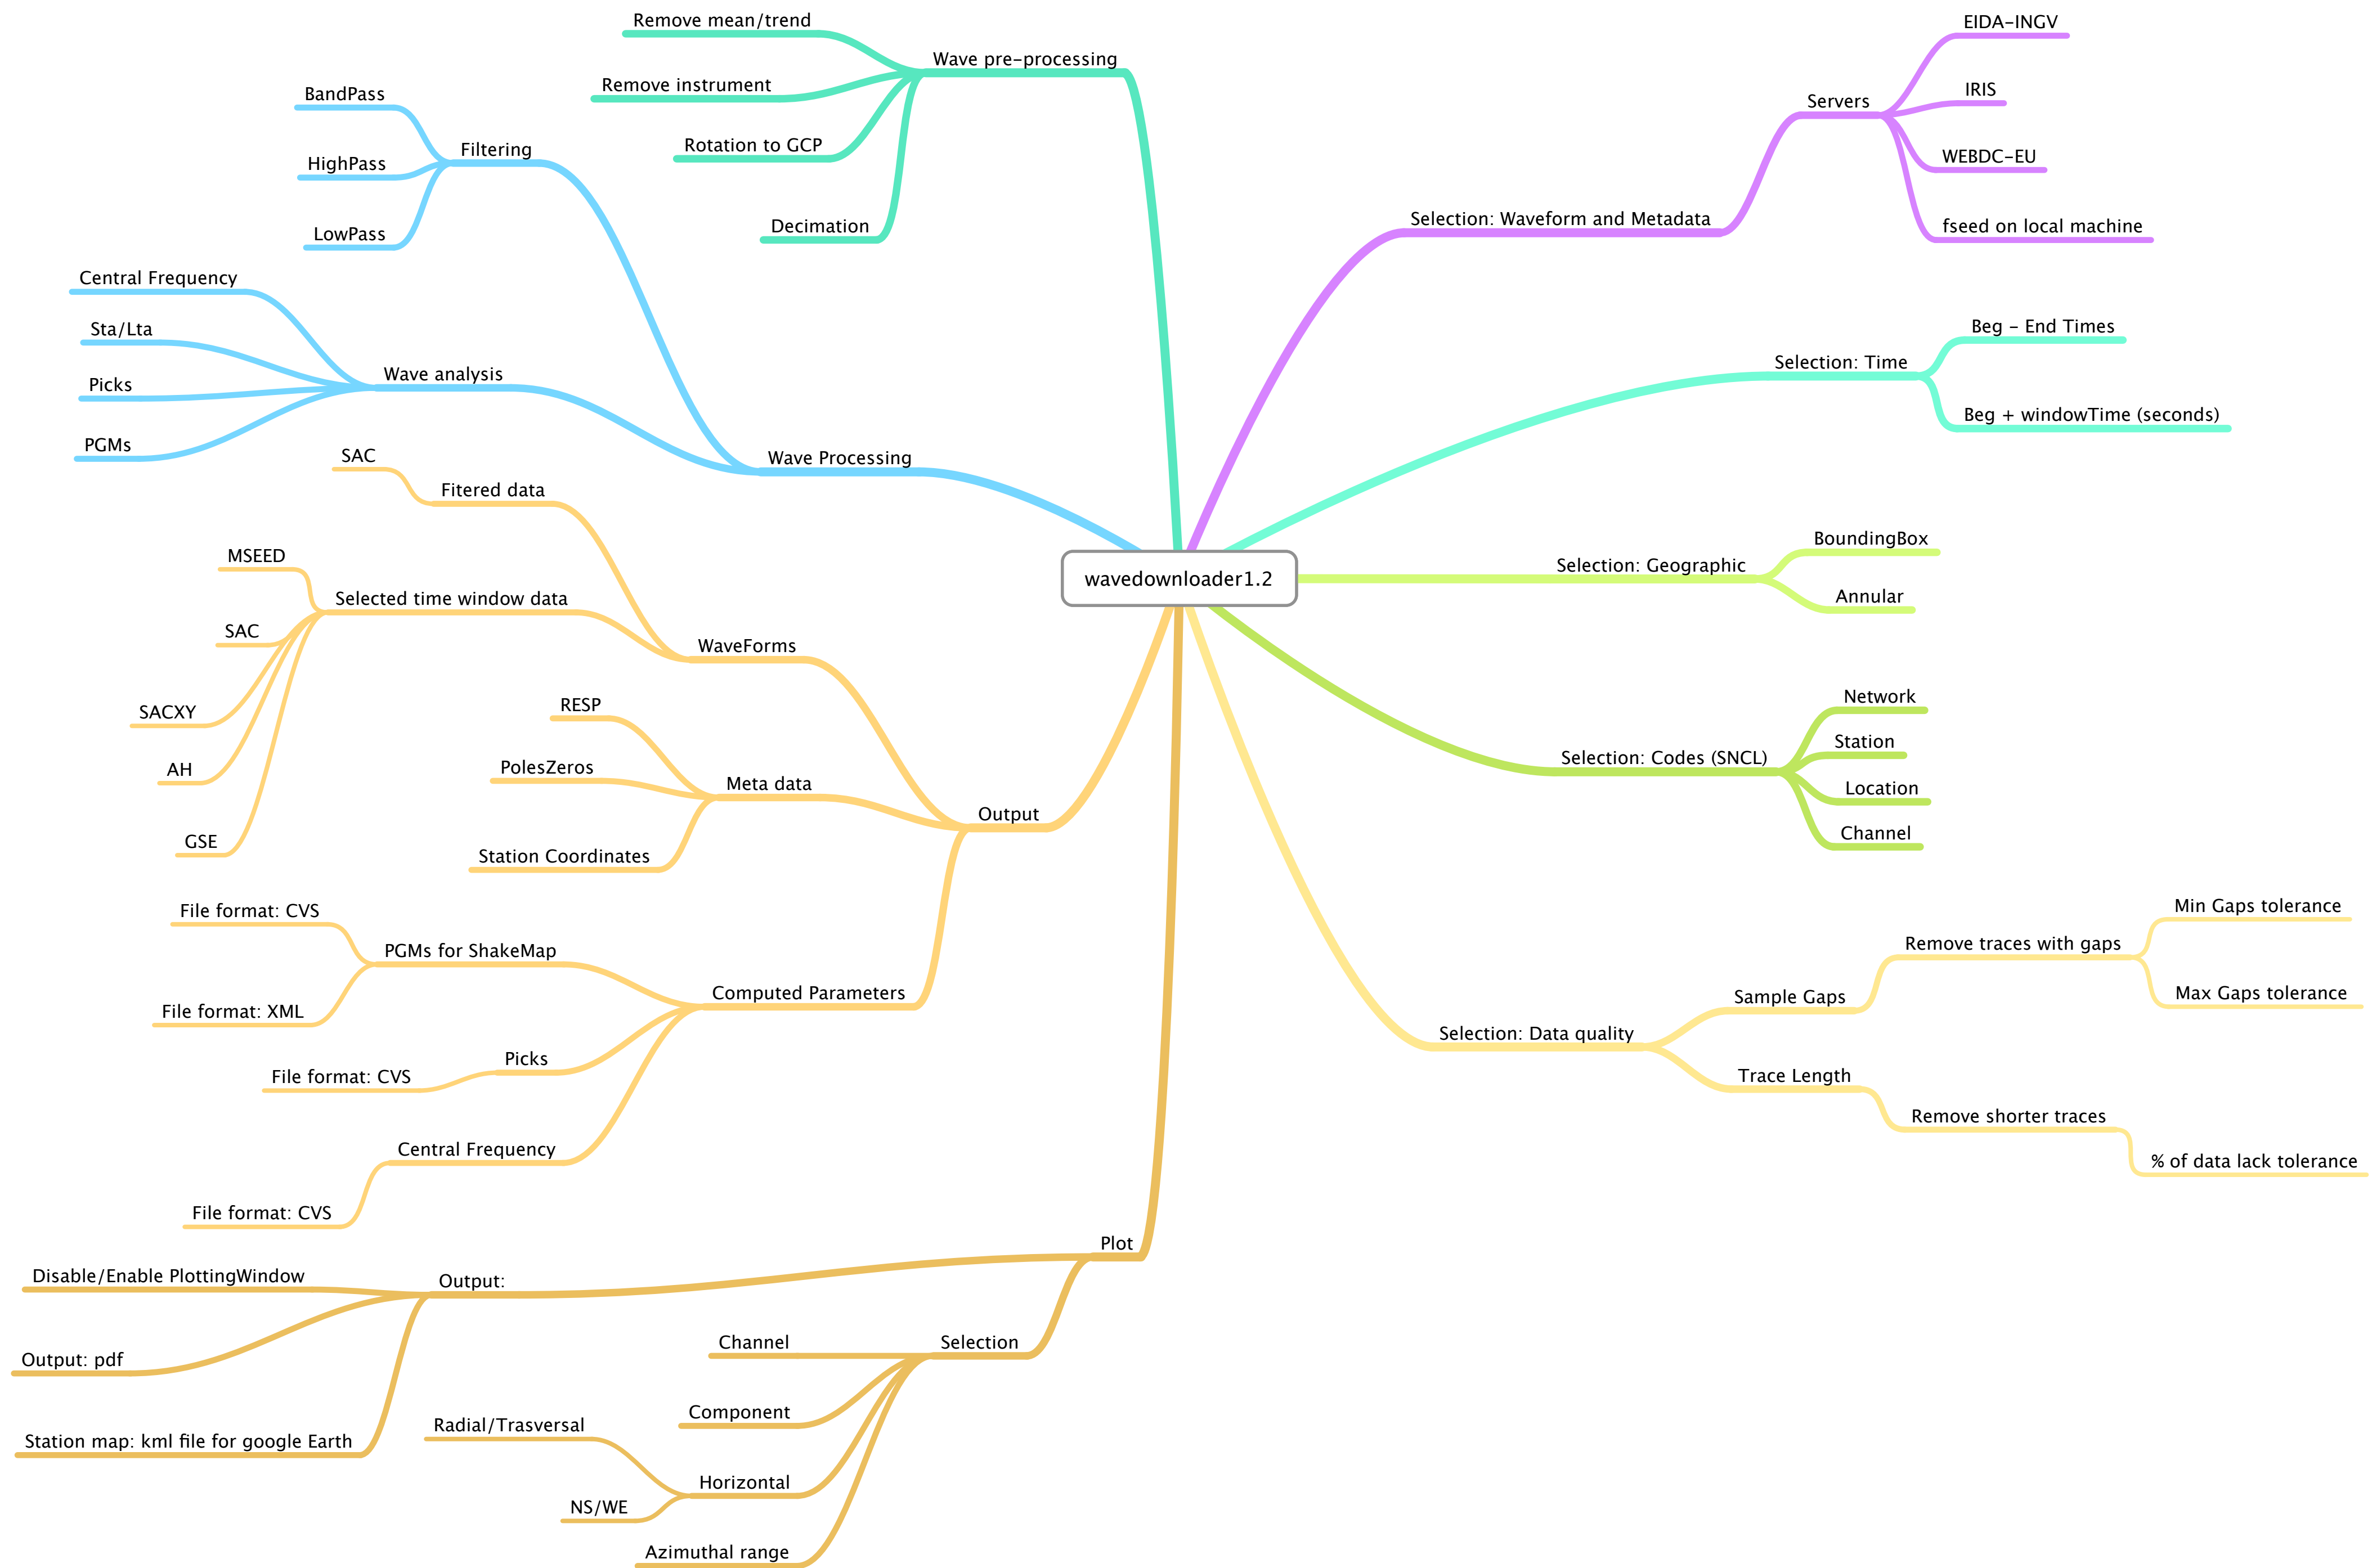 wavedownloader1.2
Wave pre-processing
Remove mean/trend
Remove instrument
Rotation to GCP
Decimation
Wave Processing
Filtering
BandPass
HighPass
LowPass
Wave analysis
Central Frequency
Sta/Lta
Picks
PGMs
Output
WaveForms
Fitered data
SAC
Selected time window data
MSEED
SAC
SACXY
AH
GSE
Meta data
RESP
PolesZeros
Station Coordinates
Computed Parameters
PGMs for ShakeMap
File format: CVS
File format: XML
Picks
File format: CVS
Central Frequency
File format: CVS
Plot
Output:
Disable/Enable PlottingWindow
Output: pdf
Station map: kml file for google Earth
Selection
Channel
Component
Horizontal
Radial/Trasversal
NS/WE
Azimuthal range
Selection: Waveform and Metadata
Servers
EIDA-INGV
IRIS
WEBDC-EU
fseed on local machine
Selection: Time
Beg - End Times
Beg + windowTime (seconds)
Selection: Geographic
BoundingBox
Annular
Selection: Codes (SNCL)
Network
Station
Location
Channel
Selection: Data quality
Sample Gaps
Remove traces with gaps
Min Gaps tolerance
Max Gaps tolerance
Trace Length
Remove shorter traces
% of data lack tolerance